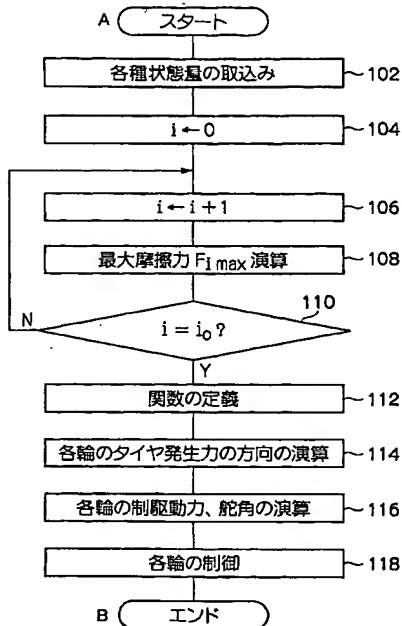 A スタート
各種状態量の取込み 102
i←0 104
i←i+1 106
最大摩擦力 Fi max 演算 108
110
N
i=i0?
Y
関数の定義 112
各輪のタイヤ発生力の方向の演算 114
各輪の制駆動力、舵角の演算 116
各輪の制御 118
B エンド